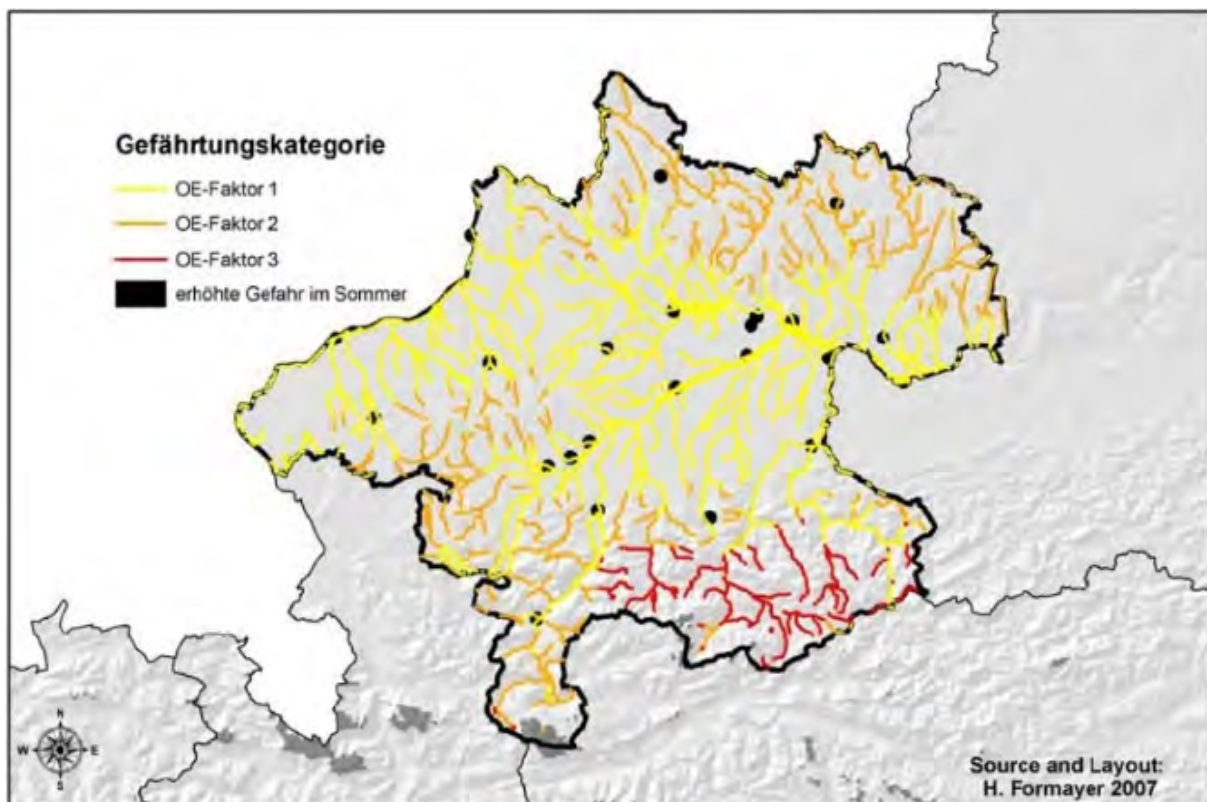 Gefährtungskategorie
OE-Faktor 1
OE-Faktor 2
OE-Faktor 3
erhöhte Gefahr im Sommer
N
W E
S
Source and Layout:
H. Formayer 2007